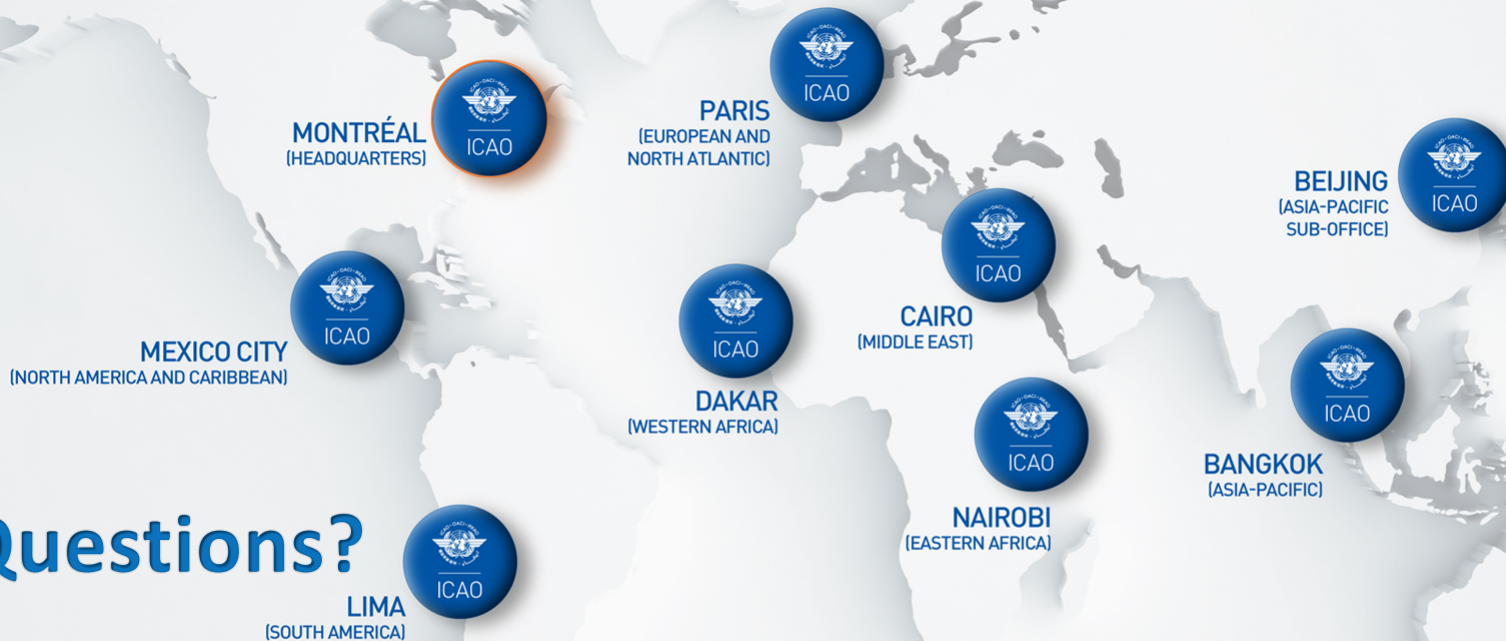 ICAO
MONTRÉAL
(HEADQUARTERS)
ICAO
PARIS
(EUROPEAN AND
NORTH ATLANTIC)
ICAO
BEIJING
(ASIA-PACIFIC
SUB-OFFICE)
ICAO
MEXICO CITY
(NORTH AMERICA AND CARIBBEAN)
ICAO
DAKAR
(WESTERN AFRICA)
ICAO
CAIRO
(MIDDLE EAST)
ICAO
BANGKOK
(ASIA-PACIFIC)
ICAO
NAIROBI
(EASTERN AFRICA)
Questions?
ICAO
LIMA
(SOUTH AMERICA)